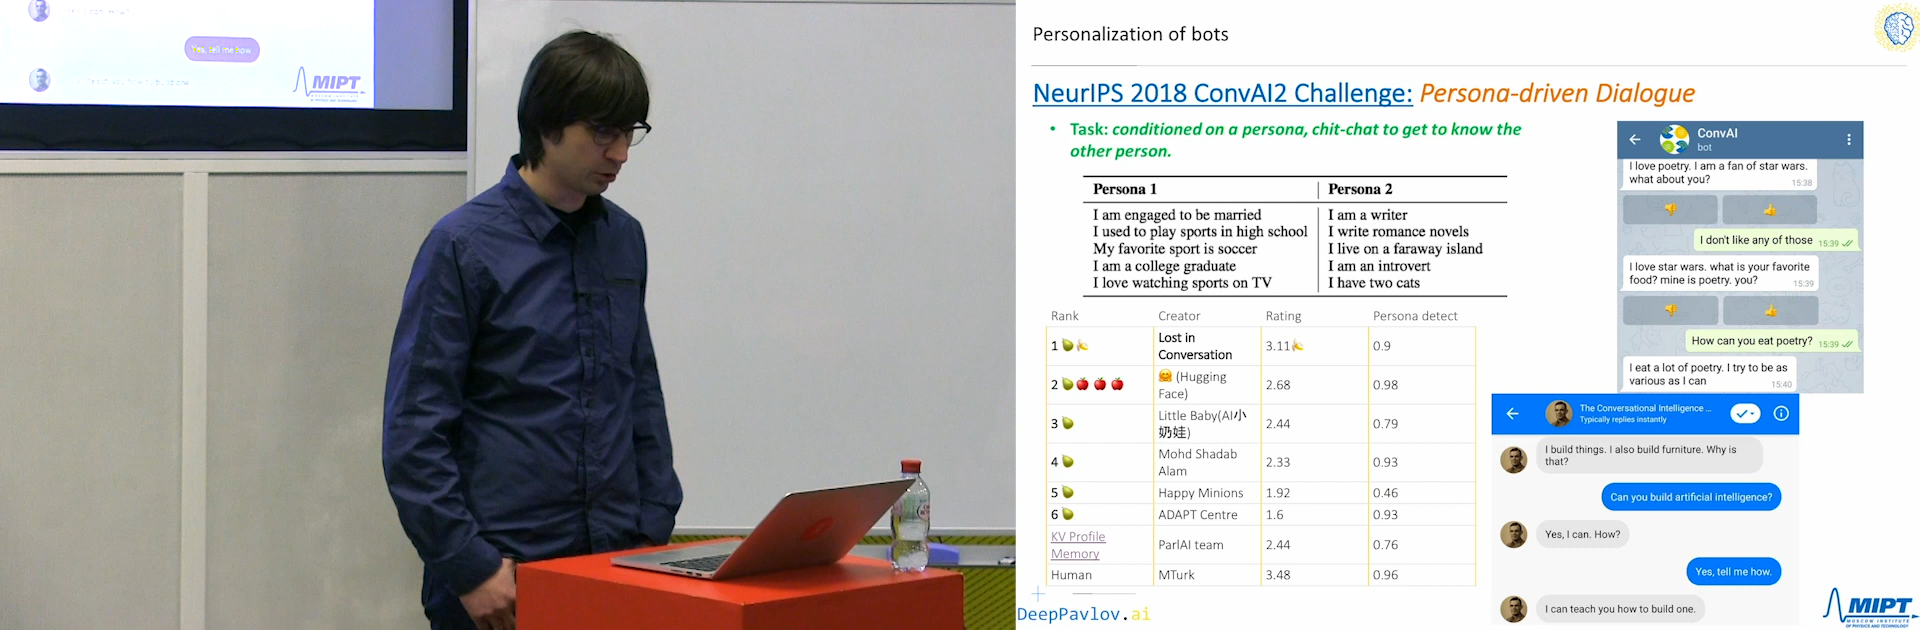 Yes, tell me how
MIPT
Personalization of bots
NeurIPS 2018 ConvAI2 Challenge: Persona-driven Dialogue
• Task: conditioned on a persona, chit-chat to get to know the
other person.
Persona 1 Persona 2
I am engaged to be married I am a writer
I used to play sports in high school I write romance novels
My favorite sport is soccer I live on a faraway island
I am a college graduate I am an introvert
I love watching sports on TV I have two cats
Rank Creator Rating Persona detect
1 Lost in Conversation 3.11 0.9
2 (Hugging Face) 2.68 0.98
3 Little Baby(AI小奶娃) 2.44 0.79
4 Mohd Shadab Alam 2.33 0.93
5 Happy Minions 1.92 0.46
6 ADAPT Centre 1.6 0.93
KV Profile Memory ParlAI team 2.44 0.76
Human MTurk 3.48 0.96
ConvAI
bot
I love poetry. I am a fan of star wars.
what about you? 15:38
I don't like any of those 15:39
I love star wars. what is your favorite
food? mine is poetry. you? 15:39
How can you eat poetry? 15:39
I eat a lot of poetry. I try to be as
various as I can 15:40
The Conversational Intelligence ...
Typically replies instantly
I build things. I also build furniture. Why is
that?
Can you build artificial intelligence?
Yes, I can. How?
Yes, tell me how.
I can teach you how to build one.
DeepPavlov.ai
MIPT
MOSCOW INSTITUTE
OF PHYSICS AND TECHNOLOGY